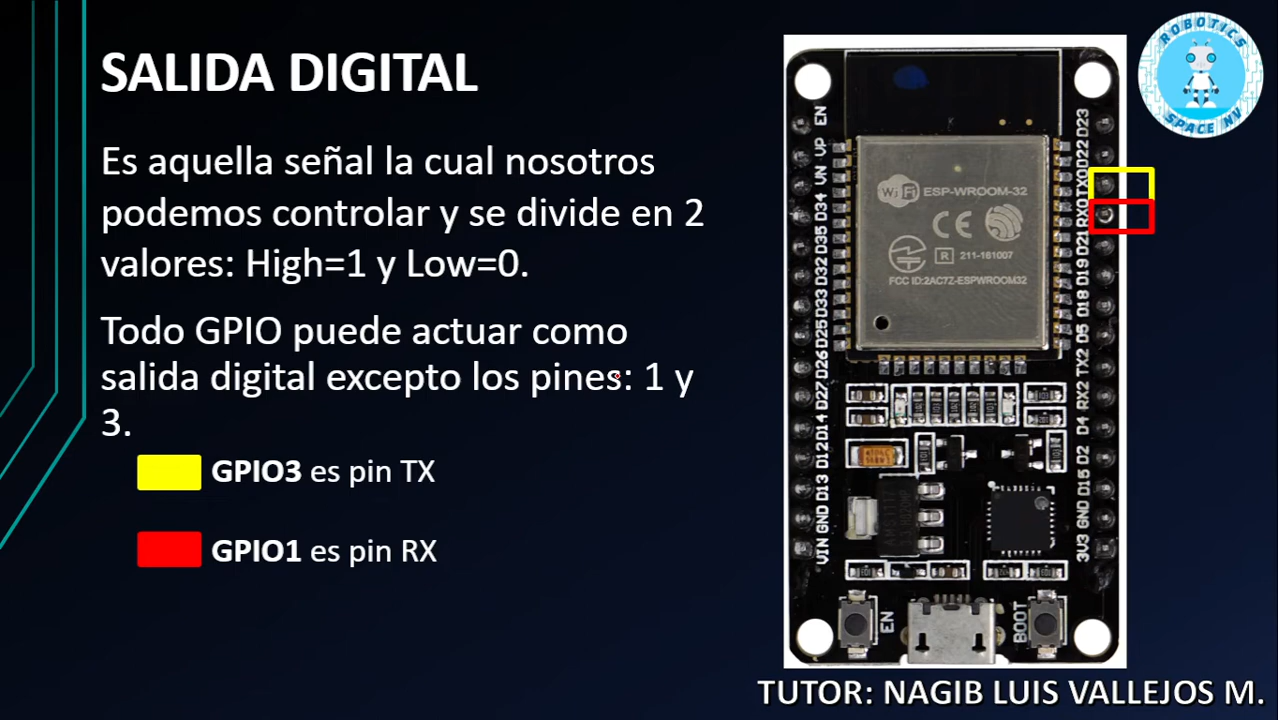 SALIDA DIGITAL
Es aquella señal la cual nosotros
podemos controlar y se divide en 2
valores: High=1 y Low=0.
Todo GPIO puede actuar como
salida digital excepto los pines: 1 y
3.
GPIO3 es pin TX
GPIO1 es pin RX
ROBOTICS
SPACE NV
EN
VP
VN
D34
D35
D32
D33
D25
D26
D27
D14
D12
D13
GND
VIN
WiFi ESP-WROOM-32
CE
R 211-161007
FCC ID:2AC7Z-ESPWROOM32
D23
D22
TX0
RX0
D21
D19
D18
D5
TX2
RX2
D4
D2
D15
GND
3V3
EN
BOOT
TUTOR: NAGIB LUIS VALLEJOS M.